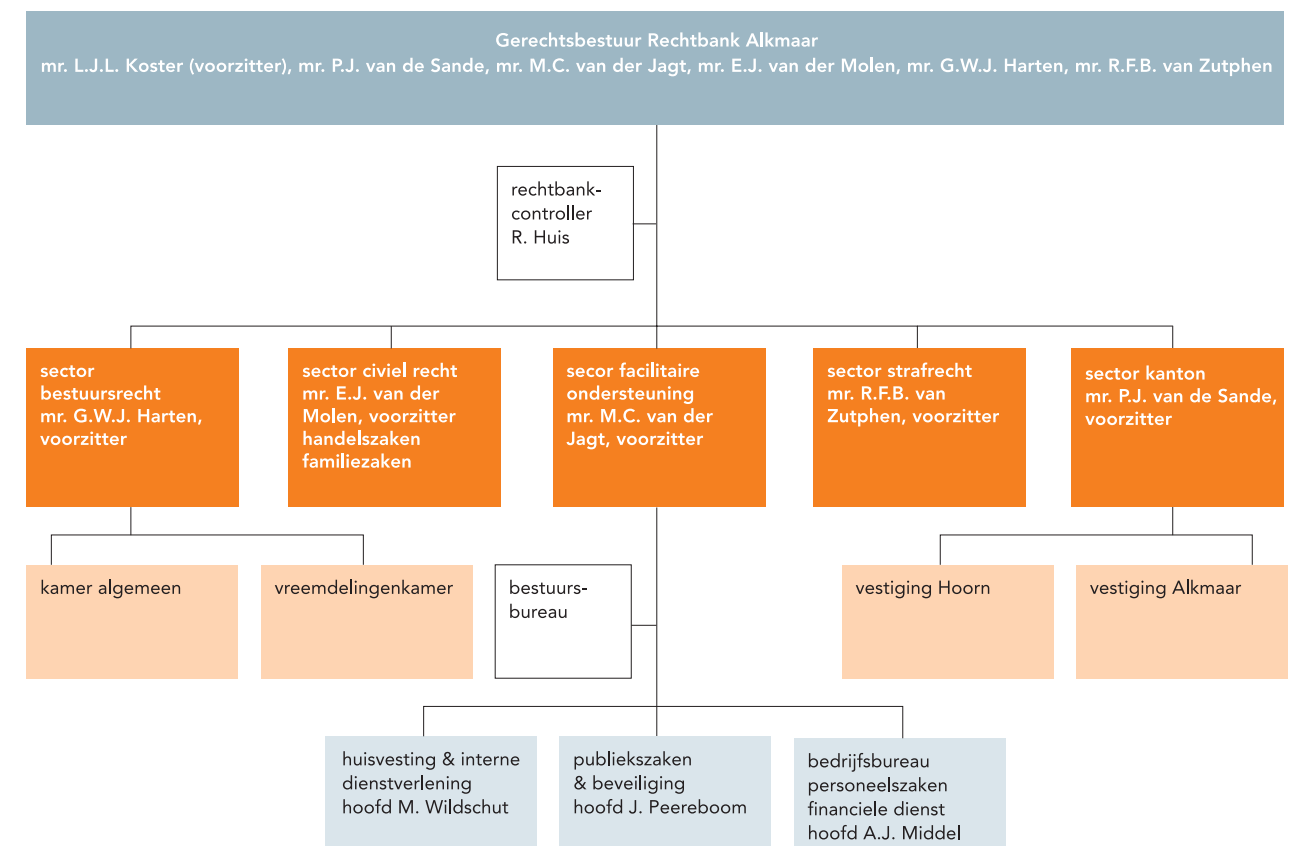 Gerechtsbestuur Rechtbank Alkmaar
mr. L.J.L. Koster (voorzitter), mr. P.J. van de Sande, mr. M.C. van der Jagt, mr. E.J. van der Molen, mr. G.W.J. Harten, mr. R.F.B. van Zutphen
rechtbank-
controller
R. Huis
sector
bestuursrecht
mr. G.W.J. Harten,
voorzitter
sector civiel recht
mr. E.J. van der
Molen, voorzitter
handelszaken
familiezaken
secor facilitaire
ondersteuning
mr. M.C. van der
Jagt, voorzitter
sector strafrecht
mr. R.F.B. van
Zutphen, voorzitter
sector kanton
mr. P.J. van de Sande,
voorzitter
kamer algemeen
vreemdelingenkamer
bestuurs-
bureau
vestiging Hoorn
vestiging Alkmaar
huisvesting & interne
dienstverlening
hoofd M. Wildschut
publiekszaken
& beveiliging
hoofd J. Peereboom
bedrijfsbureau
personeelszaken
financiele dienst
hoofd A.J. Middel